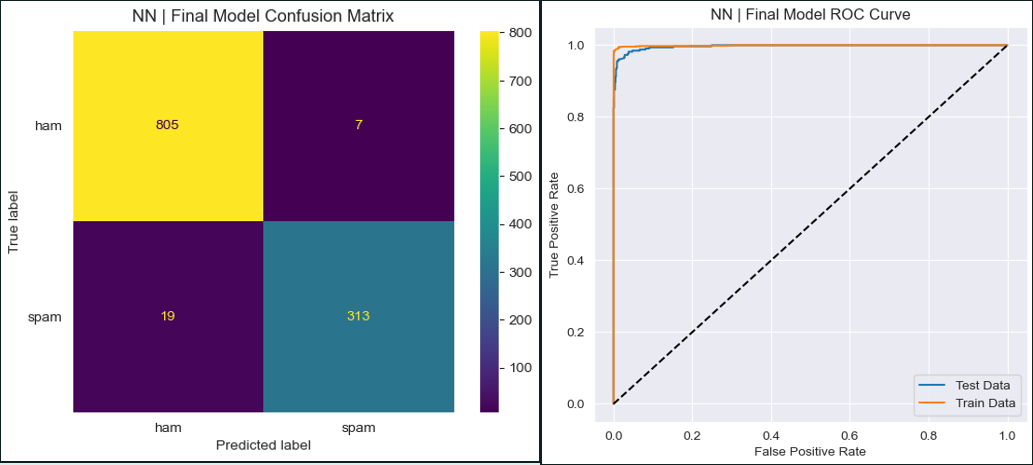 NN | Final Model Confusion Matrix
ham
805
7
spam
19
313
ham
spam
Predicted label
True label
800
700
600
500
400
300
200
100
NN | Final Model ROC Curve
1.0
0.8
0.6
0.4
0.2
0.0
True Positive Rate
0.0
0.2
0.4
0.6
0.8
1.0
False Positive Rate
Test Data
Train Data